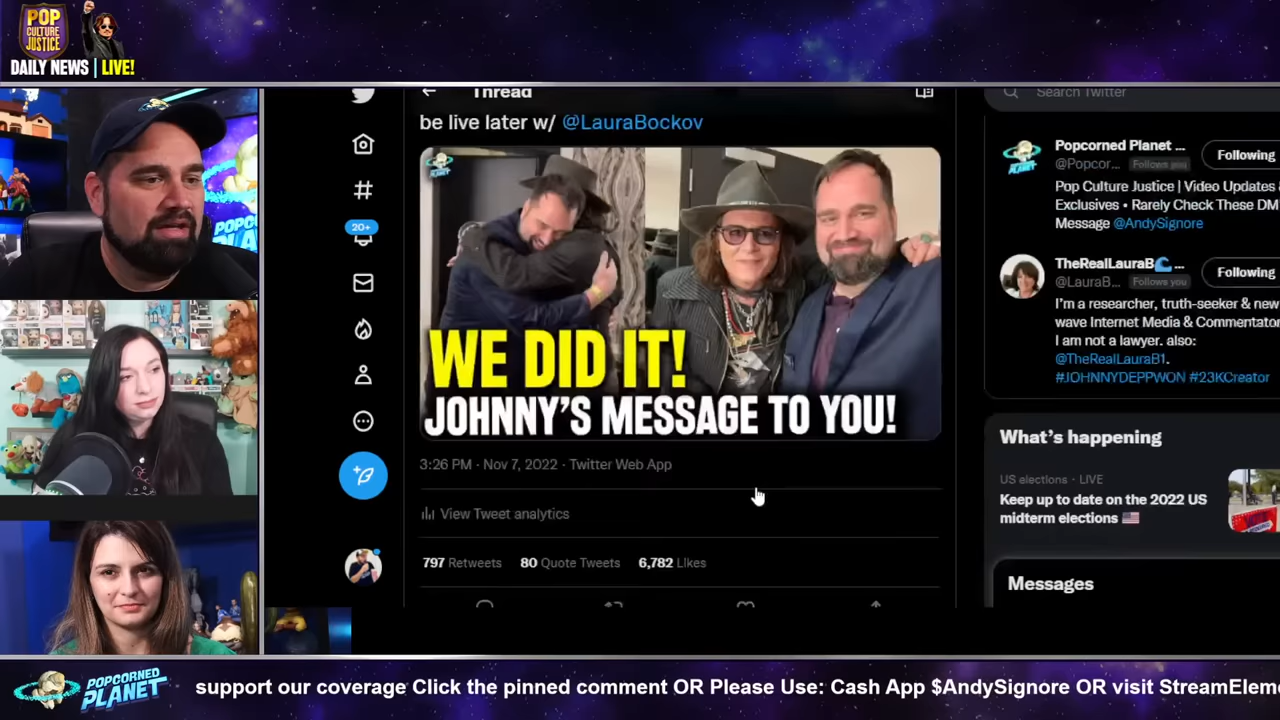 POP
CULTURE
JUSTICE
DAILY NEWS | LIVE!
Thread
Search Twitter
be live later w/ @LauraBockov
PLANET
WE DID IT!
JOHNNY'S MESSAGE TO YOU!
3:26 PM · Nov 7, 2022 · Twitter Web App
View Tweet analytics
797 Retweets 80 Quote Tweets 6,782 Likes
20+
Popcorned Planet ...
@Popcor... Follows you
Following
Pop Culture Justice | Video Updates
Exclusives • Rarely Check These DM
Message @AndySignore
TheRealLauraB🌊 ...
@LauraB... Follows you
Following
I'm a researcher, truth-seeker & new
wave Internet Media & Commentator
I am not a lawyer. also:
@TheRealLauraB1.
#JOHNNYDEPPWON #23KCreator
What's happening
US elections · LIVE
Keep up to date on the 2022 US
midterm elections 🇺🇸
Messages
POPCORNED
PLANET
support our coverage Click the pinned comment OR Please Use: Cash App $AndySignore OR visit StreamEleme